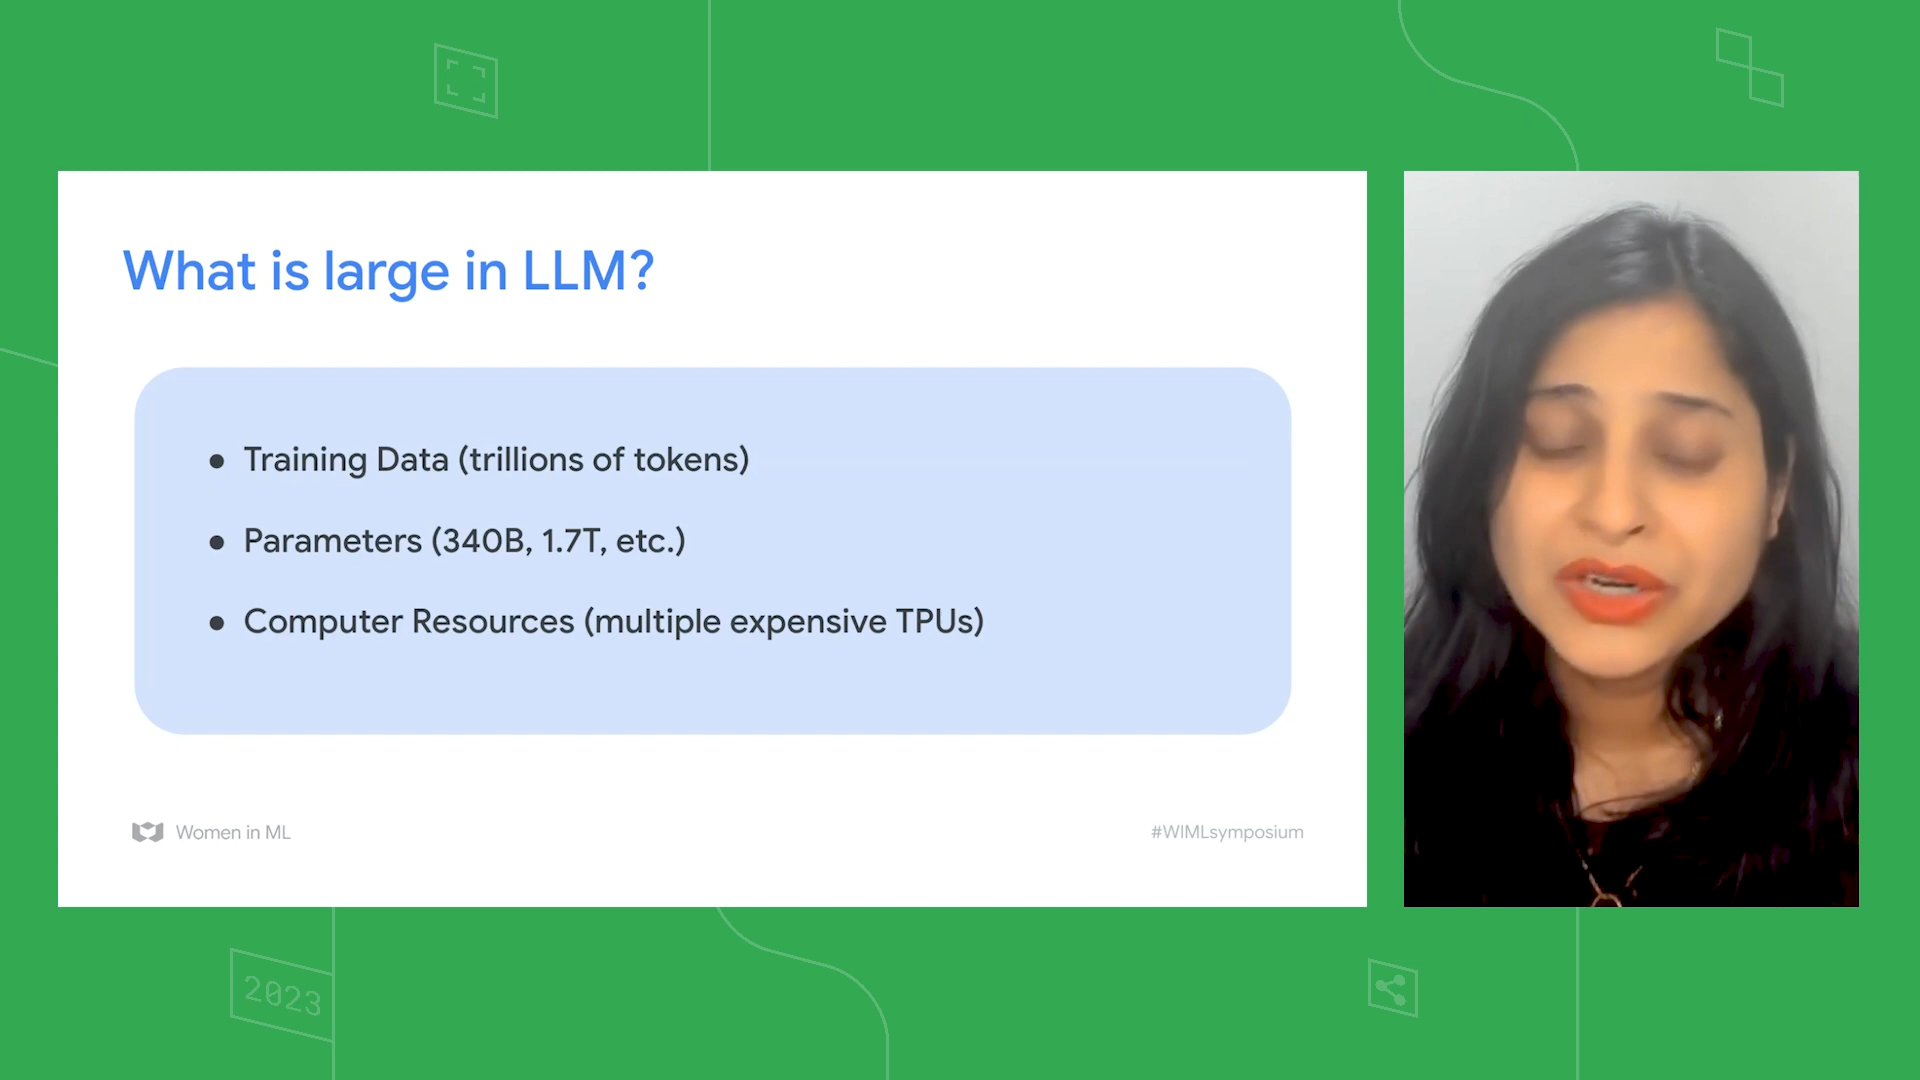 What is large in LLM?
● Training Data (trillions of tokens)
● Parameters (340B, 1.7T, etc.)
● Computer Resources (multiple expensive TPUs)
Women in ML
#WIMLsymposium
2023